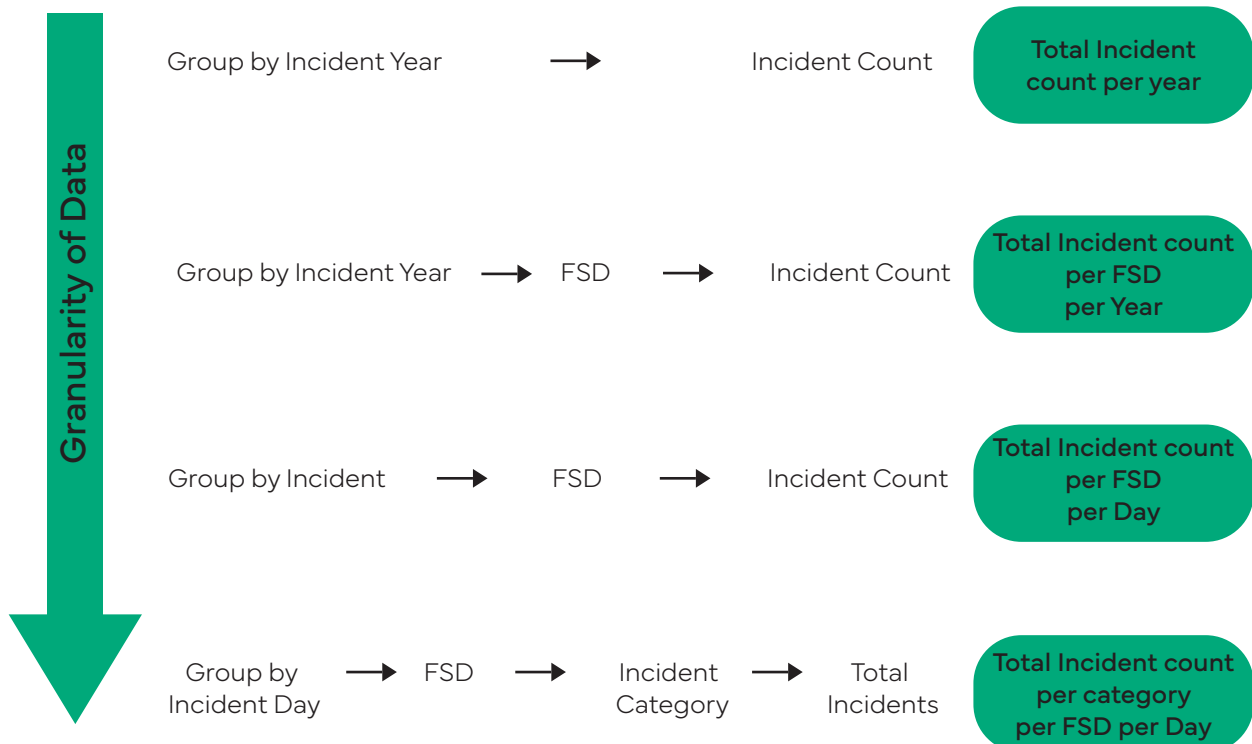 Granularity of Data
Group by Incident Year
Incident Count
Total Incident
count per year
Group by Incident Year
FSD
Incident Count
Total Incident count
per FSD
per Year
Group by Incident
FSD
Incident Count
Total Incident count
per FSD
per Day
Group by
Incident Day
FSD
Incident
Category
Total
Incidents
Total Incident count
per category
per FSD per Day